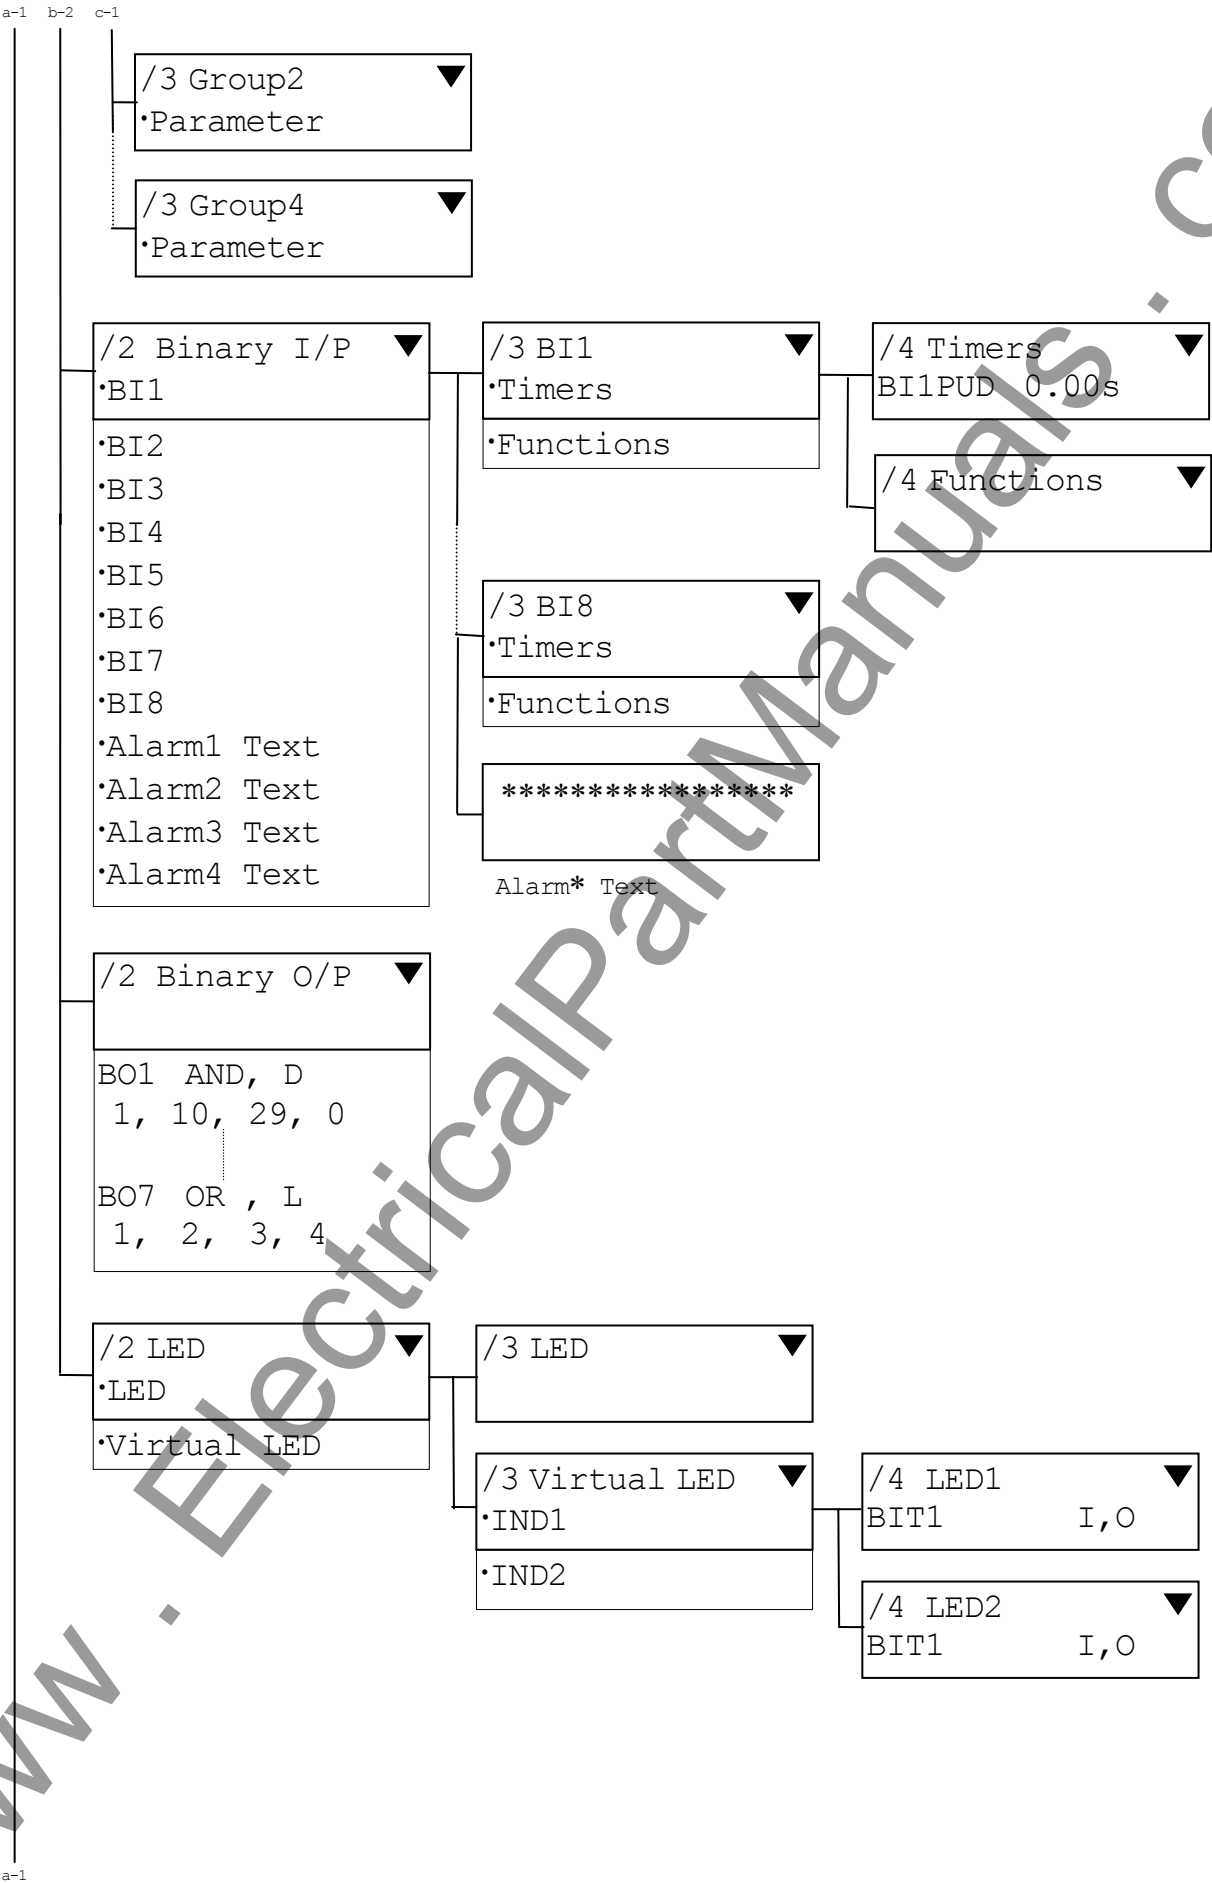 a-1 b-2 c-1
/3 Group2 ▼
·Parameter
/3 Group4 ▼
·Parameter
/2 Binary I/P ▼
·BI1
·BI2
·BI3
·BI4
·BI5
·BI6
·BI7
·BI8
·Alarm1 Text
·Alarm2 Text
·Alarm3 Text
·Alarm4 Text
/3 BI1 ▼
·Timers
·Functions
/4 Timers ▼
BI1PUD 0.00s
/4 Functions ▼
/3 BI8 ▼
·Timers
·Functions
*****************
Alarm* Text
/2 Binary O/P ▼
BO1 AND, D
1, 10, 29, 0
BO7 OR , L
1, 2, 3, 4
/2 LED ▼
·LED
·Virtual LED
/3 LED ▼
/3 Virtual LED ▼
·IND1
·IND2
/4 LED1 ▼
BIT1 I,O
/4 LED2 ▼
BIT1 I,O
a-1
ww . ElectricalPartManuals . c